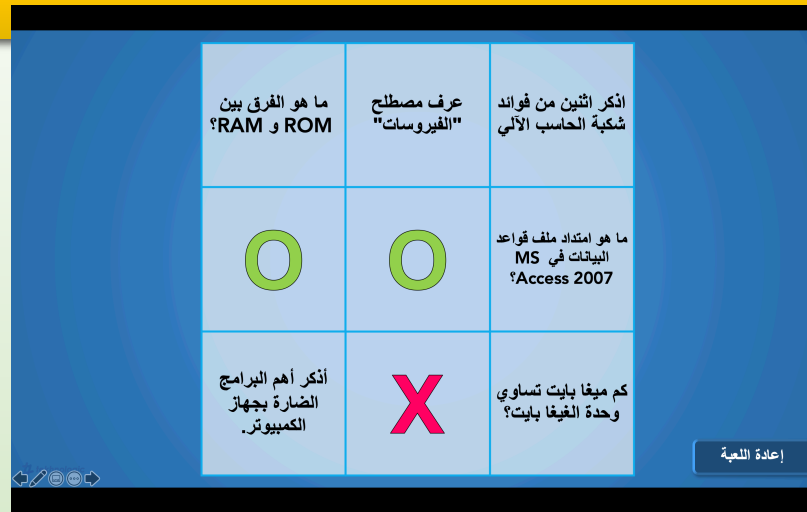 اذكر اثنين من فوائد
شكبة الحاسب الآلي
عرف مصطلح
"الفيروسات"
ما هو الفرق بين
ROM و RAM؟
ما هو امتداد ملف قواعد
البيانات في MS
Access 2007؟
O
O
كم ميغا بايت تساوي
وحدة الغيغا بايت؟
X
أذكر أهم البرامج
الضارة بجهاز
الكمبيوتر.
إعادة اللعبة